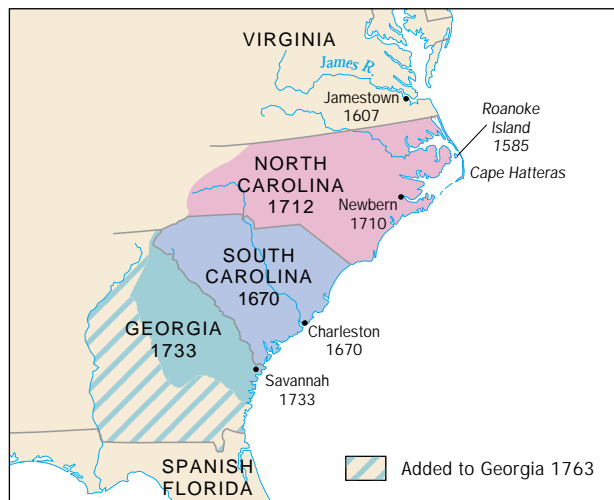 VIRGINIA
James R.
Jamestown
1607
Roanoke
Island
1585
Cape Hatteras
NORTH
CAROLINA
1712
Newbern
1710
SOUTH
CAROLINA
1670
GEORGIA
1733
Charleston
1670
Savannah
1733
SPANISH
FLORIDA
Added to Georgia 1763